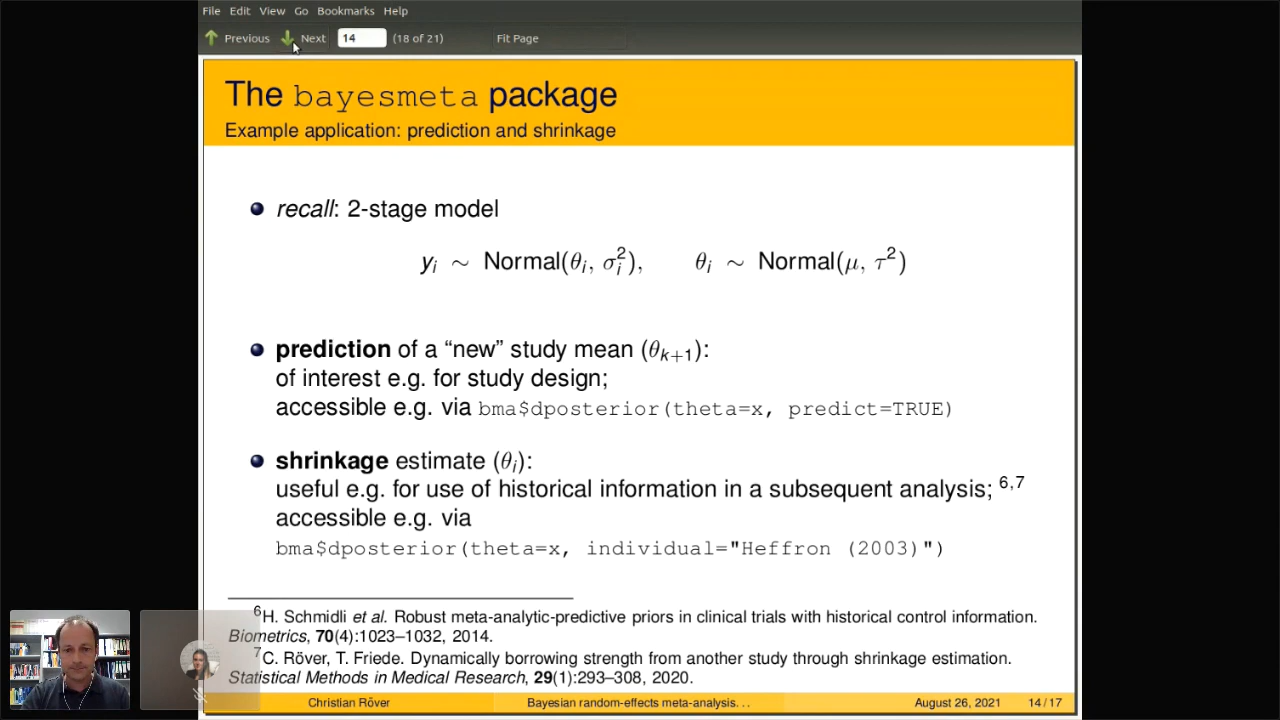 File Edit View Go Bookmarks Help
Previous Next 14 (18 of 21) Fit Page
The bayesmeta package
Example application: prediction and shrinkage
recall: 2-stage model
yᵢ ∼ Normal(θᵢ, σᵢ²), θᵢ ∼ Normal(μ, τ²)
prediction of a “new” study mean (θₖ₊₁):
of interest e.g. for study design;
accessible e.g. via bma$dposterior(theta=x, predict=TRUE)
shrinkage estimate (θᵢ):
useful e.g. for use of historical information in a subsequent analysis; ⁶,⁷
accessible e.g. via
bma$dposterior(theta=x, individual="Heffron (2003)")
⁶H. Schmidli et al. Robust meta-analytic-predictive priors in clinical trials with historical control information.
Biometrics, 70(4):1023–1032, 2014.
⁷C. Röver, T. Friede. Dynamically borrowing strength from another study through shrinkage estimation.
Statistical Methods in Medical Research, 29(1):293–308, 2020.
Christian Röver Bayesian random-effects meta-analysis... August 26, 2021 14 / 17